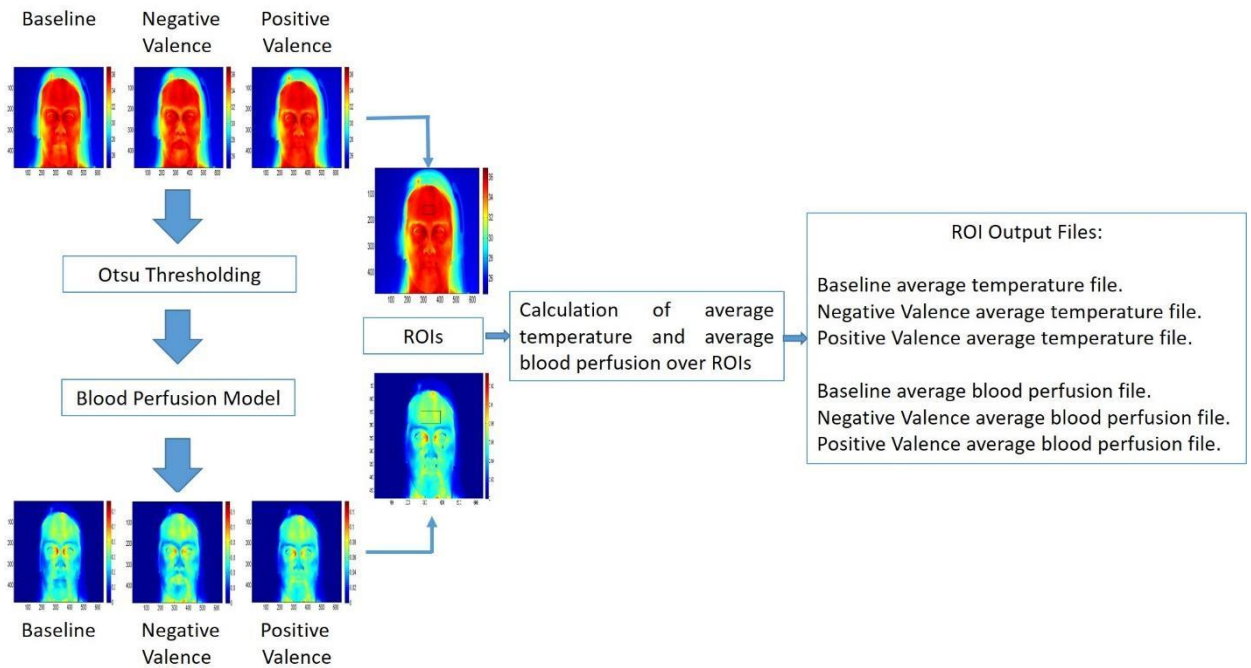 Baseline
Negative
Valence
Positive
Valence
Otsu Thresholding
Blood Perfusion Model
Baseline
Negative
Valence
Positive
Valence
ROIs
Calculation of average
temperature and average
blood perfusion over ROIs
ROI Output Files:
Baseline average temperature file.
Negative Valence average temperature file.
Positive Valence average temperature file.
Baseline average blood perfusion file.
Negative Valence average blood perfusion file.
Positive Valence average blood perfusion file.